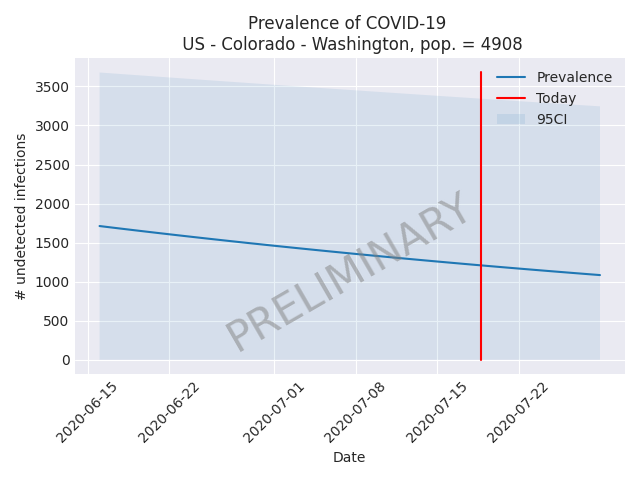 Prevalence of COVID-19
US - Colorado - Washington, pop. = 4908
3500
3000
2500
2000
1500
1000
500
0
# undetected infections
Prevalence
Today
95CI
PRELIMINARY
2020-06-15
2020-06-22
2020-07-01
2020-07-08
2020-07-15
2020-07-22
Date